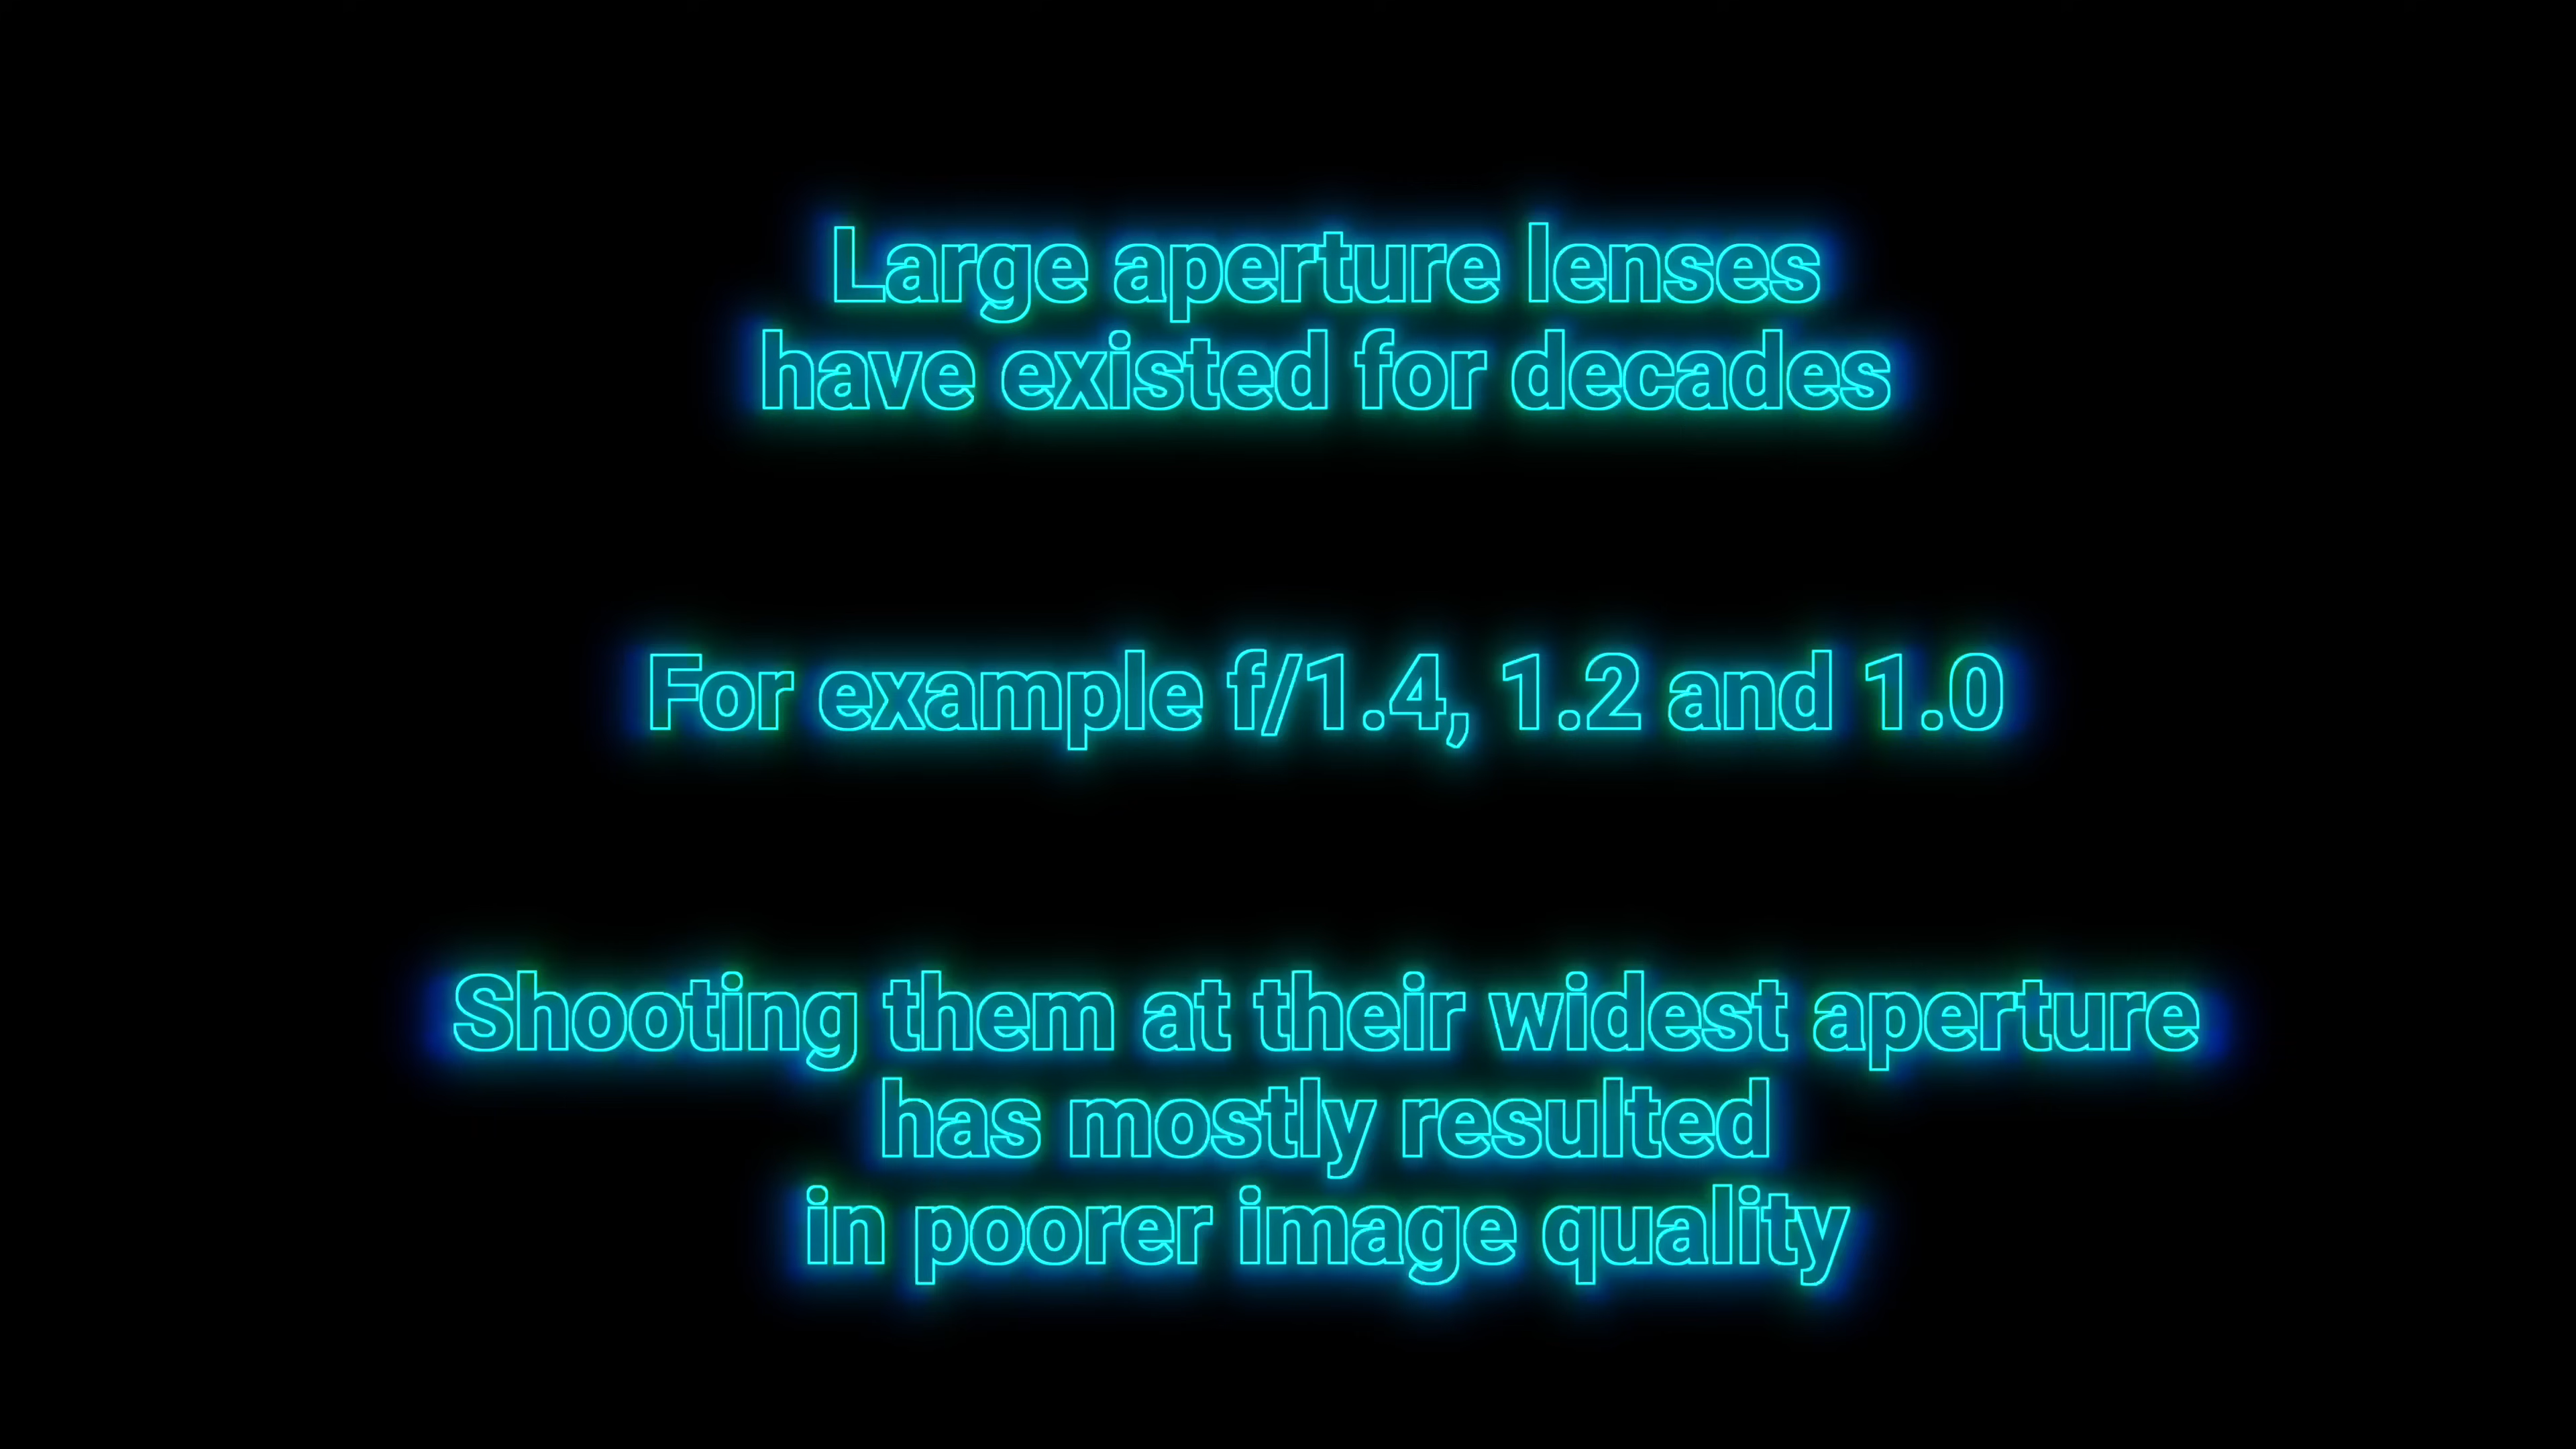 Large aperture lenses
have existed for decades
For example f/1.4, 1.2 and 1.0
Shooting them at their widest aperture
has mostly resulted
in poorer image quality